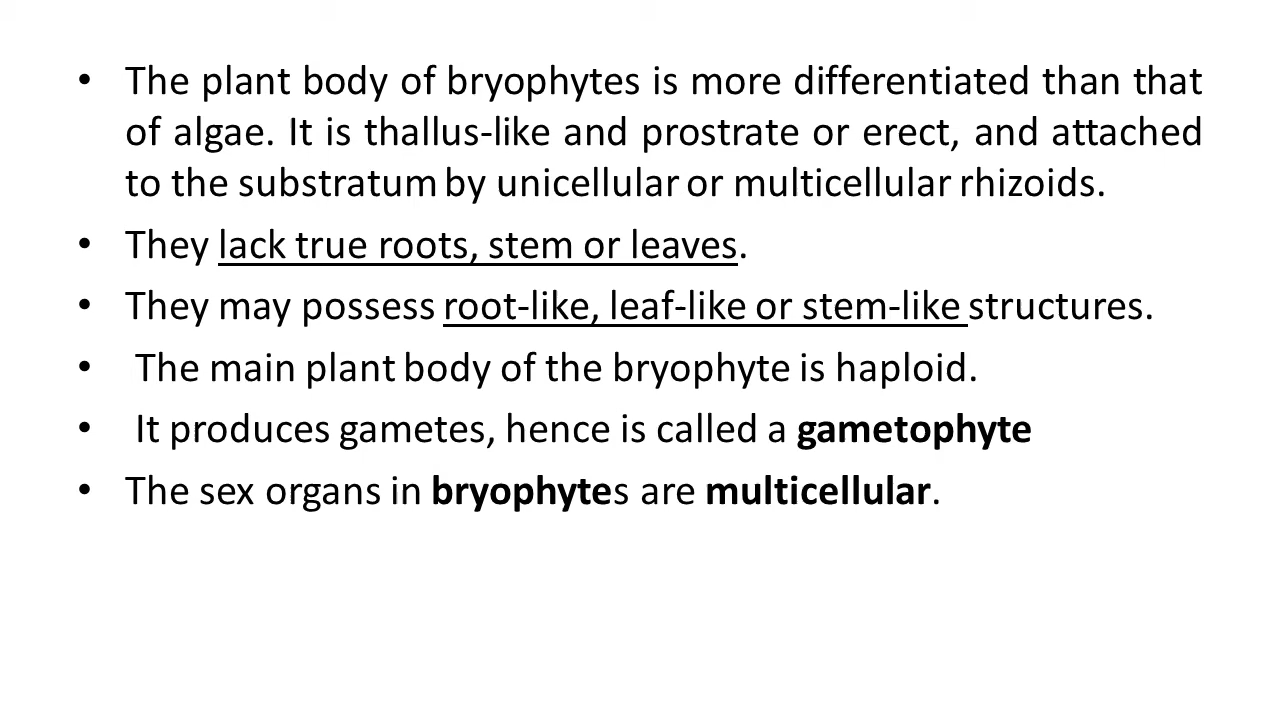 • The plant body of bryophytes is more differentiated than that
of algae. It is thallus-like and prostrate or erect, and attached
to the substratum by unicellular or multicellular rhizoids.
• They lack true roots, stem or leaves.
• They may possess root-like, leaf-like or stem-like structures.
• The main plant body of the bryophyte is haploid.
• It produces gametes, hence is called a gametophyte
• The sex organs in bryophytes are multicellular.